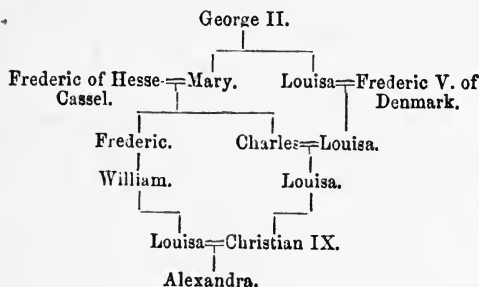 George II.
Frederic of Hesse-Cassel. Mary. Louisa Frederic V. of Denmark.
Frederic. Charles Louisa.
William. Louisa.
Louisa Christian IX.
Alexandra.